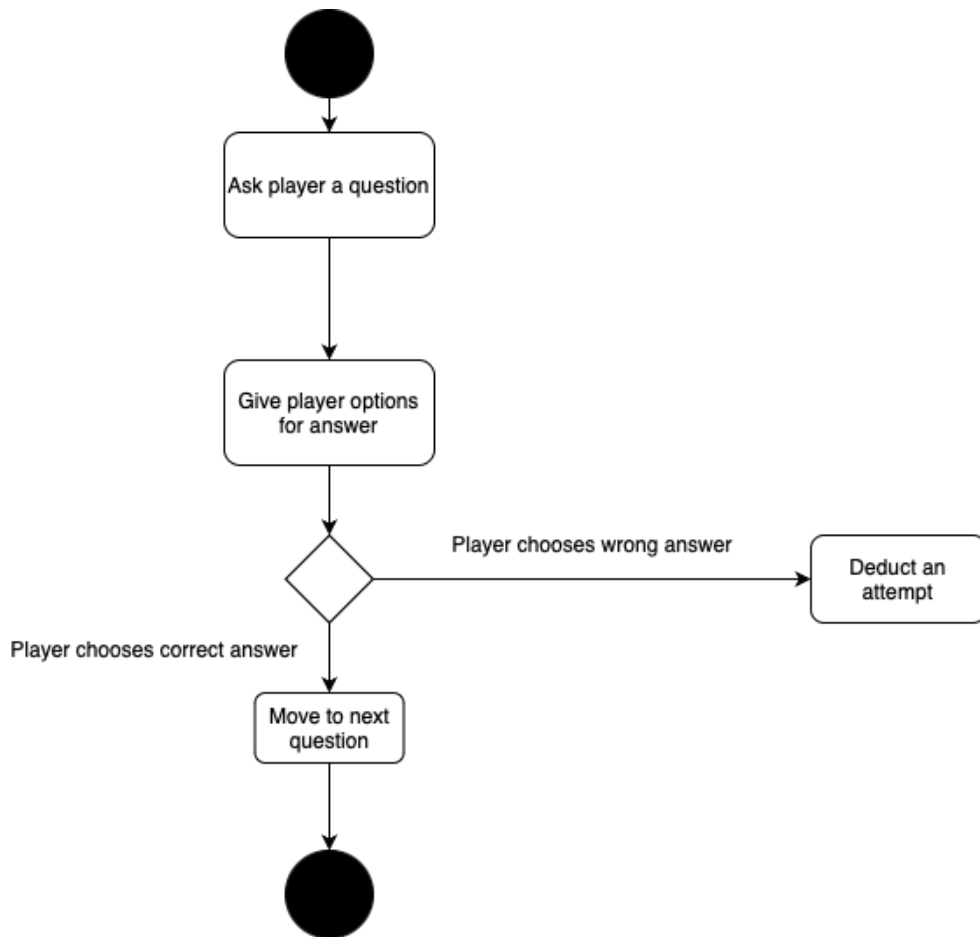 Ask player a question
Give player options
for answer
Player chooses wrong answer
Deduct an
attempt
Player chooses correct answer
Move to next
question